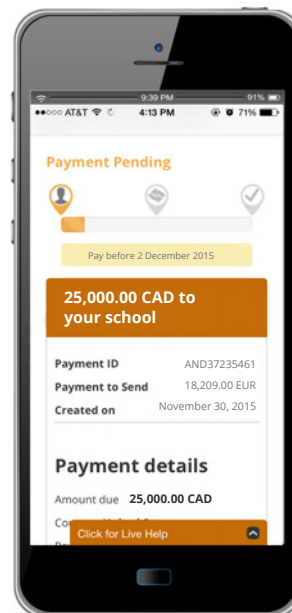 9:39 PM 91%
AT&T 4:13 PM 71%
Payment Pending
Pay before 2 December 2015
25,000.00 CAD to
your school
Payment ID AND37235461
Payment to Send 18,209.00 EUR
Created on November 30, 2015
Payment details
Amount due 25,000.00 CAD
Click for Live Help